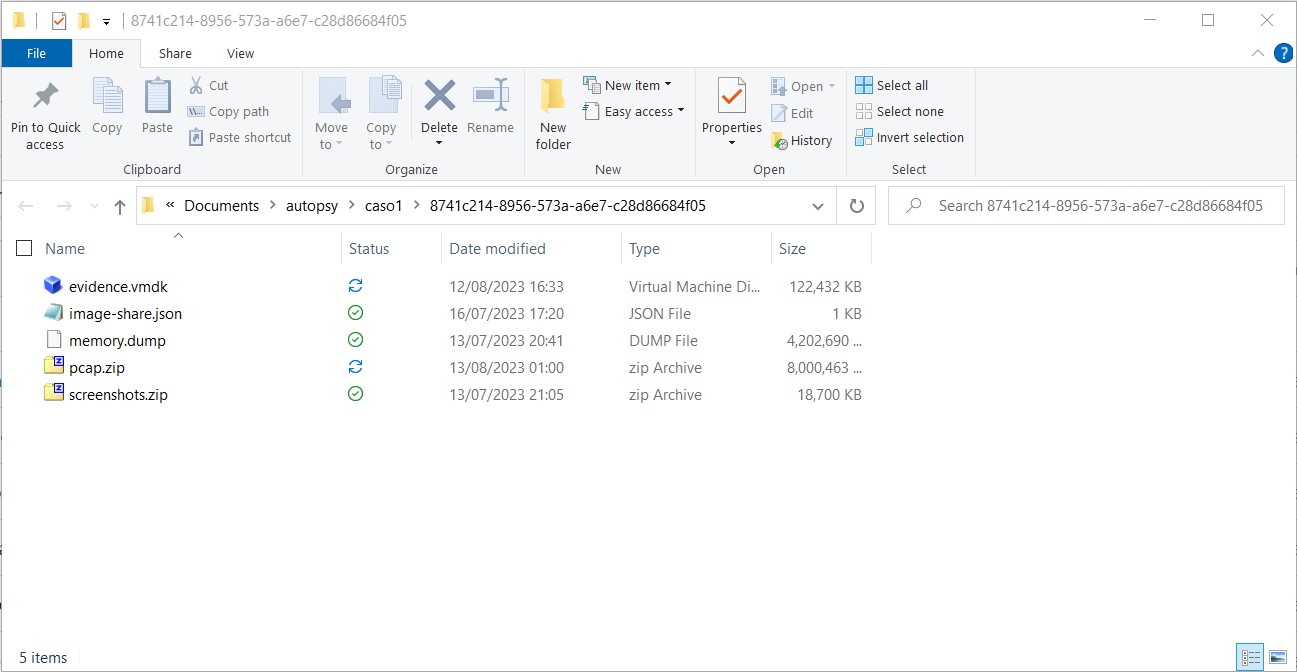 8741c214-8956-573a-a6e7-c28d86684f05
File Home Share View
Pin to Quick access
Copy
Paste
Cut
Copy path
Paste shortcut
Clipboard
Move to
Copy to
Delete
Rename
Organize
New folder
New item
Easy access
New
Properties
Open
Edit
History
Open
Select all
Select none
Invert selection
Select
« Documents > autopsy > caso1 > 8741c214-8956-573a-a6e7-c28d86684f05
Search 8741c214-8956-573a-a6e7-c28d86684f05
Name Status Date modified Type Size
evidence.vmdk 12/08/2023 16:33 Virtual Machine Di... 122,432 KB
image-share.json 16/07/2023 17:20 JSON File 1 KB
memory.dump 13/07/2023 20:41 DUMP File 4,202,690 ...
pcap.zip 13/08/2023 01:00 zip Archive 8,000,463 ...
screenshots.zip 13/07/2023 21:05 zip Archive 18,700 KB
5 items